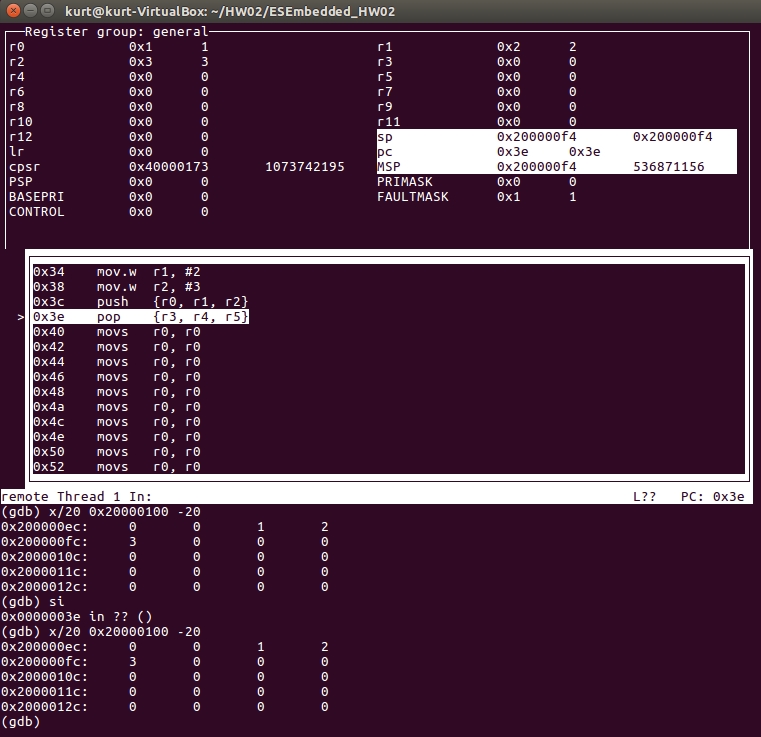 kurt@kurt-VirtualBox: ~/HW02/ESEmbedded_HW02
Register group: general
r0 0x1 1 r1 0x2 2
r2 0x3 3 r3 0x0 0
r4 0x0 0 r5 0x0 0
r6 0x0 0 r7 0x0 0
r8 0x0 0 r9 0x0 0
r10 0x0 0 r11 0x0 0
r12 0x0 0 sp 0x200000f4 0x200000f4
lr 0x0 0 pc 0x3e 0x3e
cpsr 0x40000173 1073742195 MSP 0x200000f4 536871156
PSP 0x0 0 PRIMASK 0x0 0
BASEPRI 0x0 0 FAULTMASK 0x1 1
CONTROL 0x0 0
0x34 mov.w r1, #2
0x38 mov.w r2, #3
0x3c push {r0, r1, r2}
> 0x3e pop {r3, r4, r5}
0x40 movs r0, r0
0x42 movs r0, r0
0x44 movs r0, r0
0x46 movs r0, r0
0x48 movs r0, r0
0x4a movs r0, r0
0x4c movs r0, r0
0x4e movs r0, r0
0x50 movs r0, r0
0x52 movs r0, r0
remote Thread 1 In: L?? PC: 0x3e
(gdb) x/20 0x20000100 -20
0x200000ec: 0 0 1 2
0x200000fc: 3 0 0 0
0x2000010c: 0 0 0 0
0x2000011c: 0 0 0 0
0x2000012c: 0 0 0 0
(gdb) si
0x0000003e in ?? ()
(gdb) x/20 0x20000100 -20
0x200000ec: 0 0 1 2
0x200000fc: 3 0 0 0
0x2000010c: 0 0 0 0
0x2000011c: 0 0 0 0
0x2000012c: 0 0 0 0
(gdb)